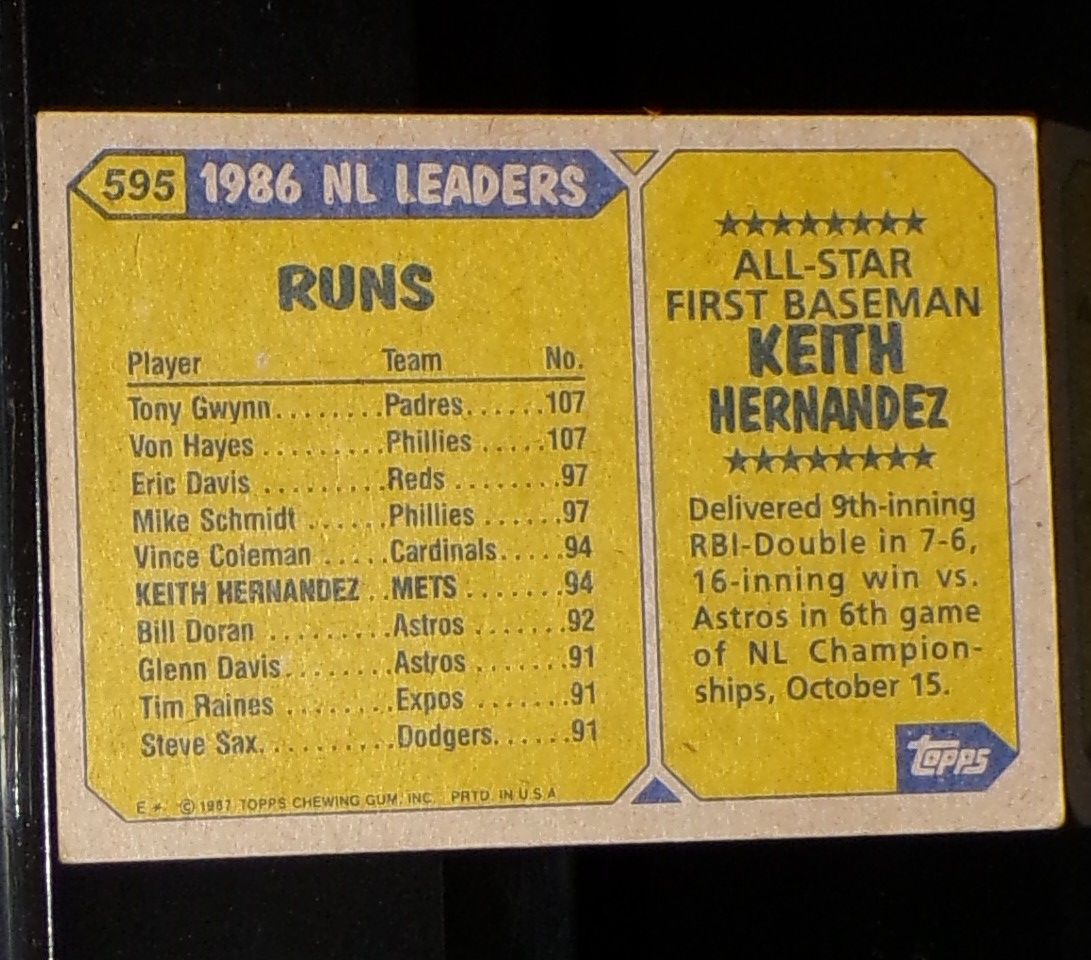 595 1986 NL LEADERS
RUNS
Player Team No.
Tony Gwynn........Padres......107
Von Hayes .........Phillies .....107
Eric Davis .........Reds ........97
Mike Schmidt ......Phillies ......97
Vince Coleman .....Cardinals.....94
KEITH HERNANDEZ ..METS .......94
Bill Doran .........Astros .......92
Glenn Davis........Astros .......91
Tim Raines ........Expos .......91
Steve Sax..........Dodgers......91
E * © 1987 TOPPS CHEWING GUM, INC. PRTD. IN U.S.A.
★★★★★★★★
ALL-STAR
FIRST BASEMAN
KEITH
HERNANDEZ
★★★★★★★★
Delivered 9th-inning
RBI-Double in 7-6,
16-inning win vs.
Astros in 6th game
of NL Champion-
ships, October 15.
topps